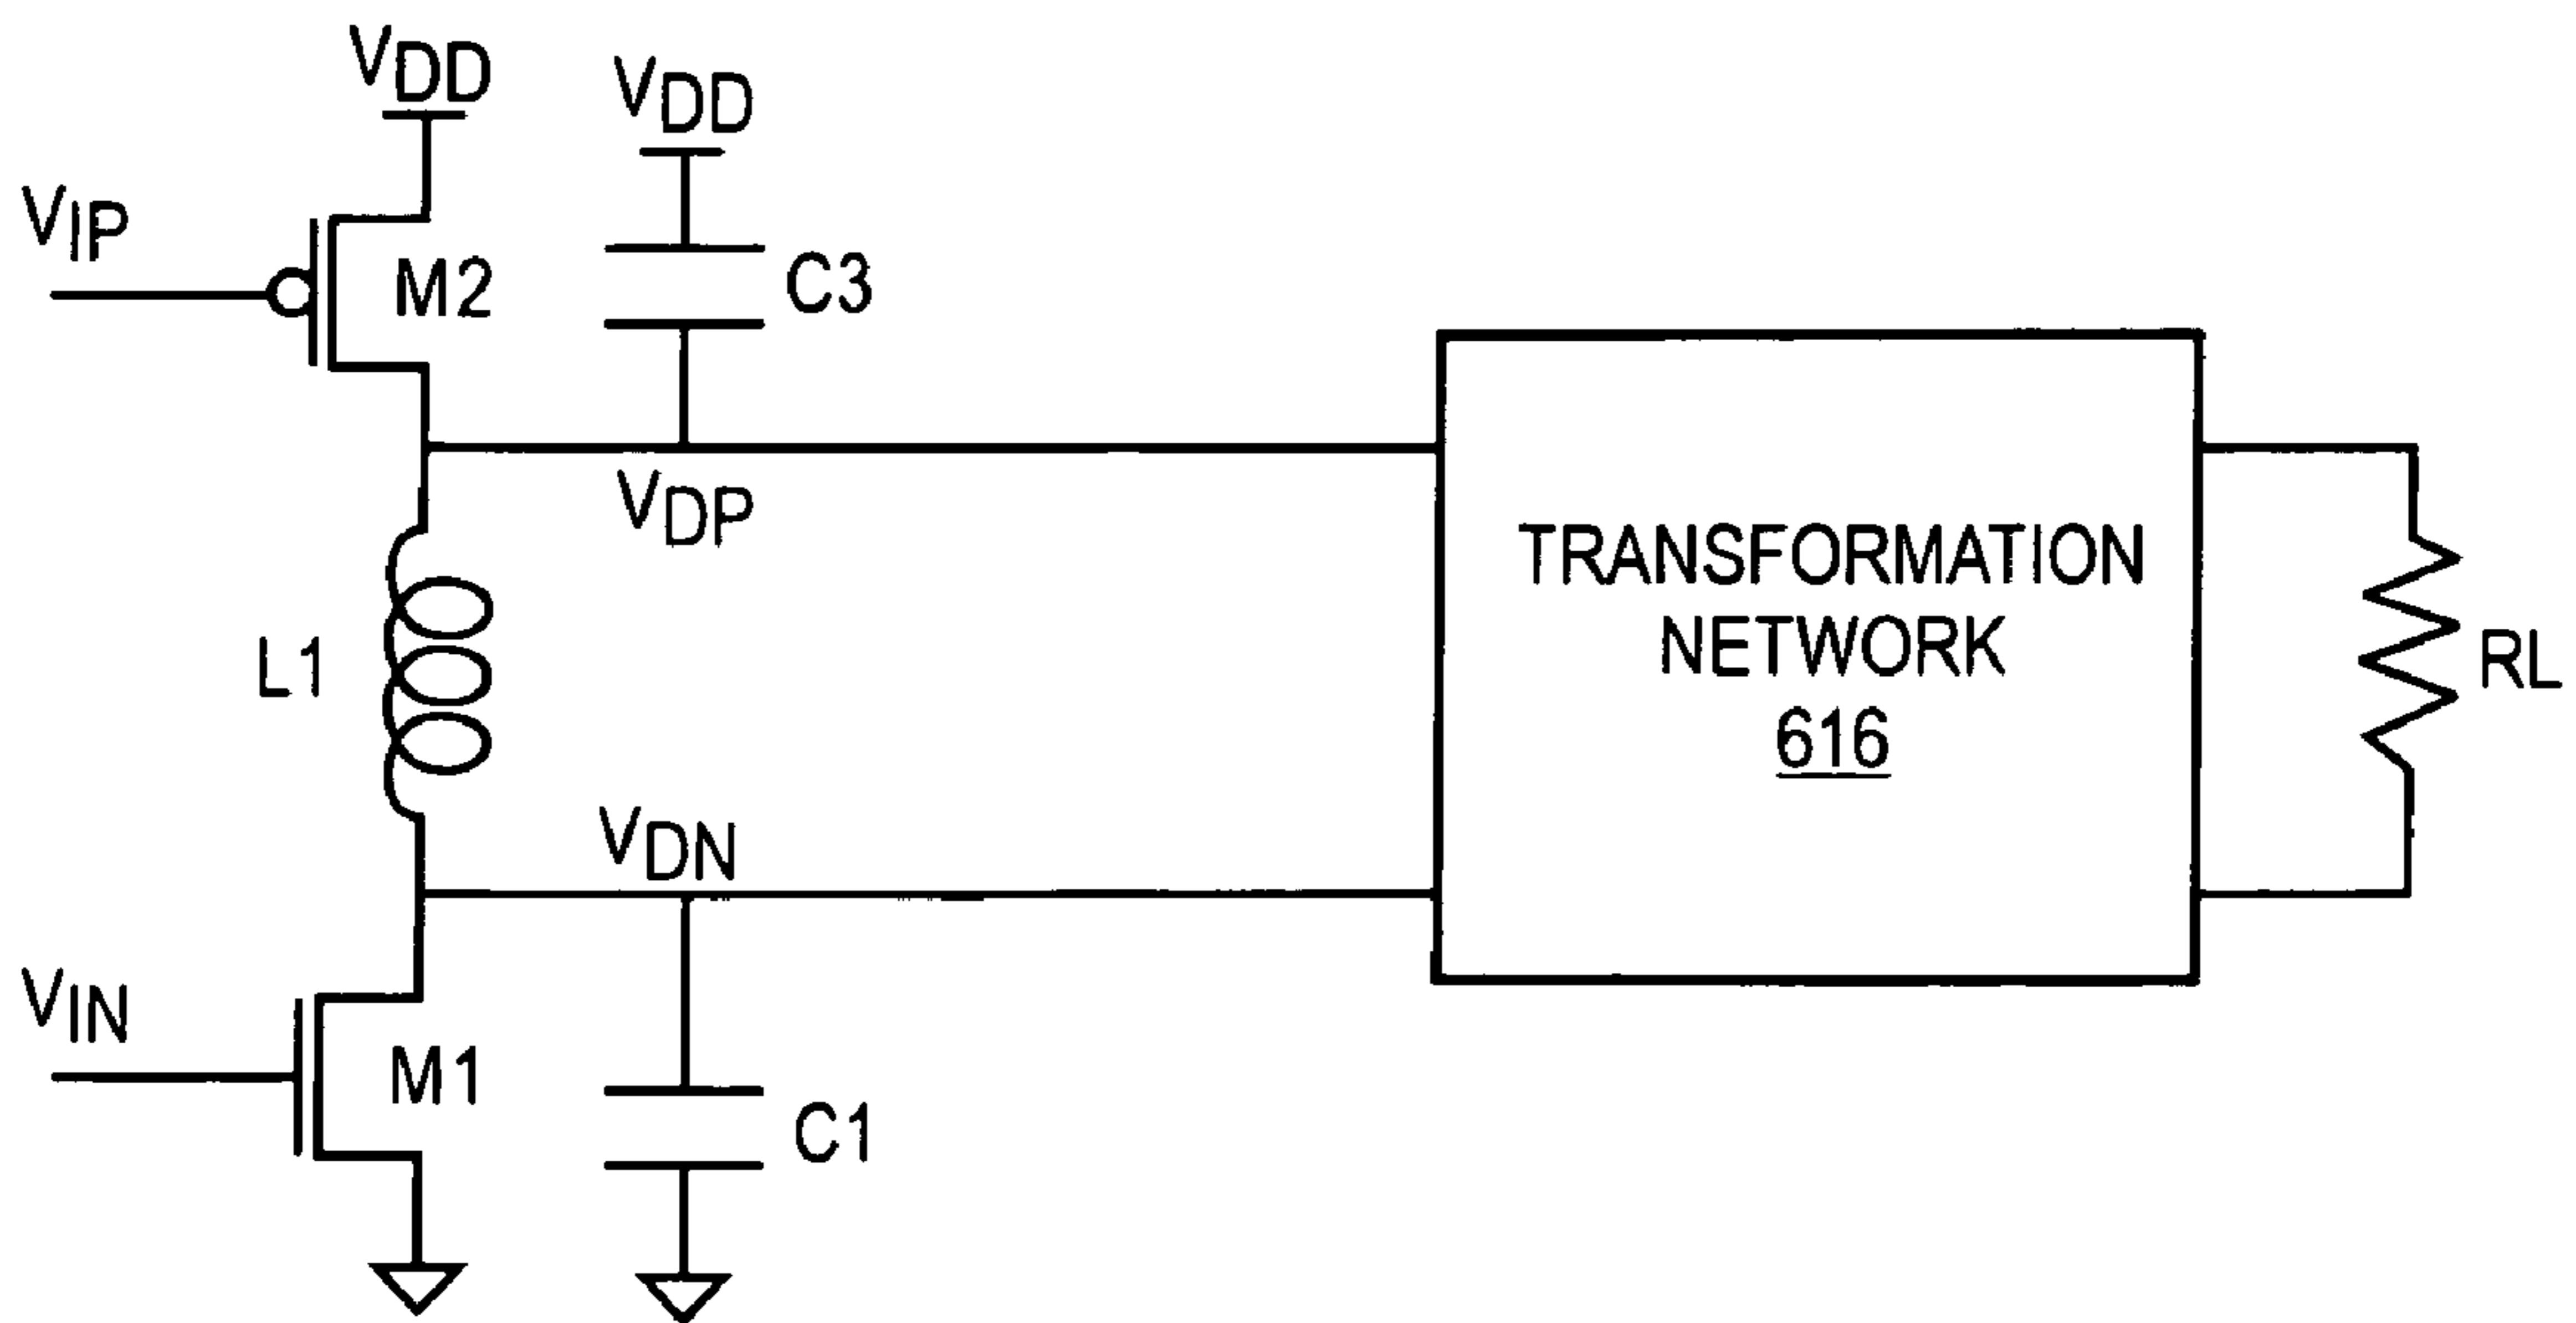 VDD
VDD
VIP
M2
C3
VDP
TRANSFORMATION
NETWORK
616
L1
RL
VDN
VIN
M1
C1